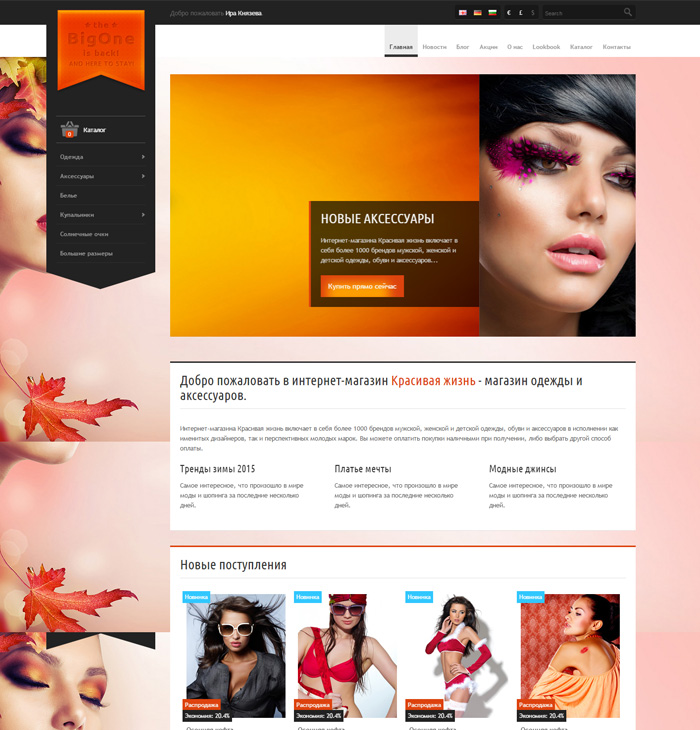 • the •
BigOne
is back!
AND HERE TO STAY!
Добро пожаловать Ира Князева.
€ £ $
Search
Главная Новости Блог Акции О нас Lookbook Каталог Контакты
0 Каталог
Одежда
Аксессуары
Белье
Купальники
Солнечные очки
Большие размеры
НОВЫЕ АКСЕССУАРЫ
Интернет-магазина Красивая жизнь включает в
себя более 1000 брендов мужской, женской и
детской одежды, обуви и аксессуаров...
Купить прямо сейчас
Добро пожаловать в интернет-магазин Красивая жизнь - магазин одежды и
аксессуаров.
Интернет-магазина Красивая жизнь включает в себя более 1000 брендов мужской, женской и детской одежды, обуви и аксессуаров в исполнении как
именитых дизайнеров, так и перспективных молодых марок. Вы можете оплатить покупки наличными при получении, либо выбрать другой способ
оплаты.
Тренды зимы 2015
Самое интересное, что произошло в мире
моды и шопинга за последние несколько
дней.
Платье мечты
Самое интересное, что произошло в мире
моды и шопинга за последние несколько
дней.
Модные джинсы
Самое интересное, что произошло в мире
моды и шопинга за последние несколько
дней.
Новые поступления
Новинка Новинка Новинка Новинка
Распродажа Распродажа Распродажа Распродажа
Экономия: 20.4% Экономия: 20.4% Экономия: 20.4% Экономия: 20.4%